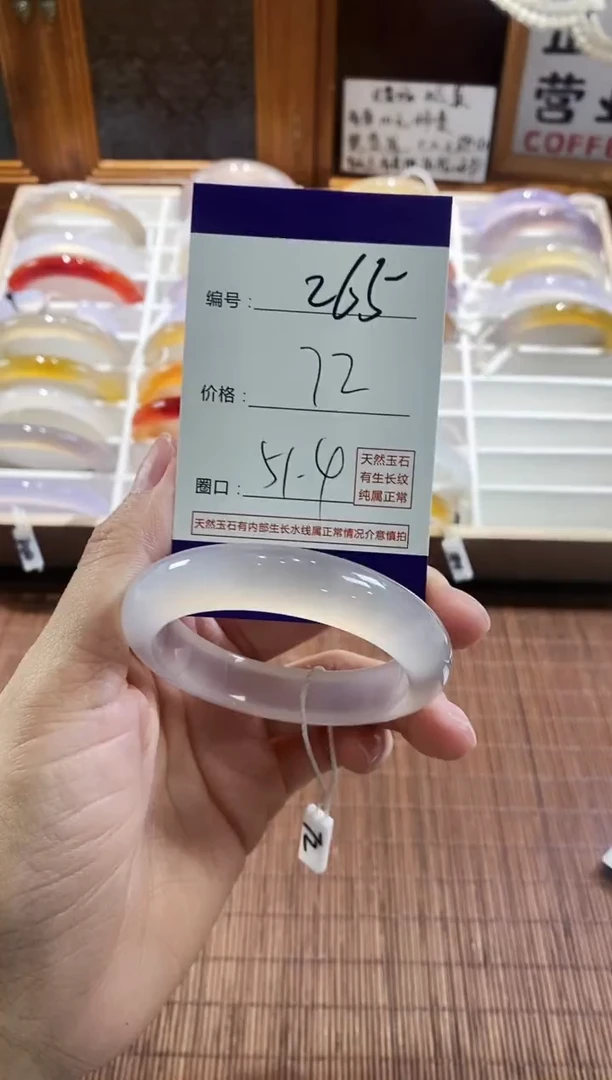 营业
COFFE
编号：265
价格：72
圈口：51.4
天然玉石
有生长纹
纯属正常
天然玉石有内部生长水线属正常情况介意慎拍
72